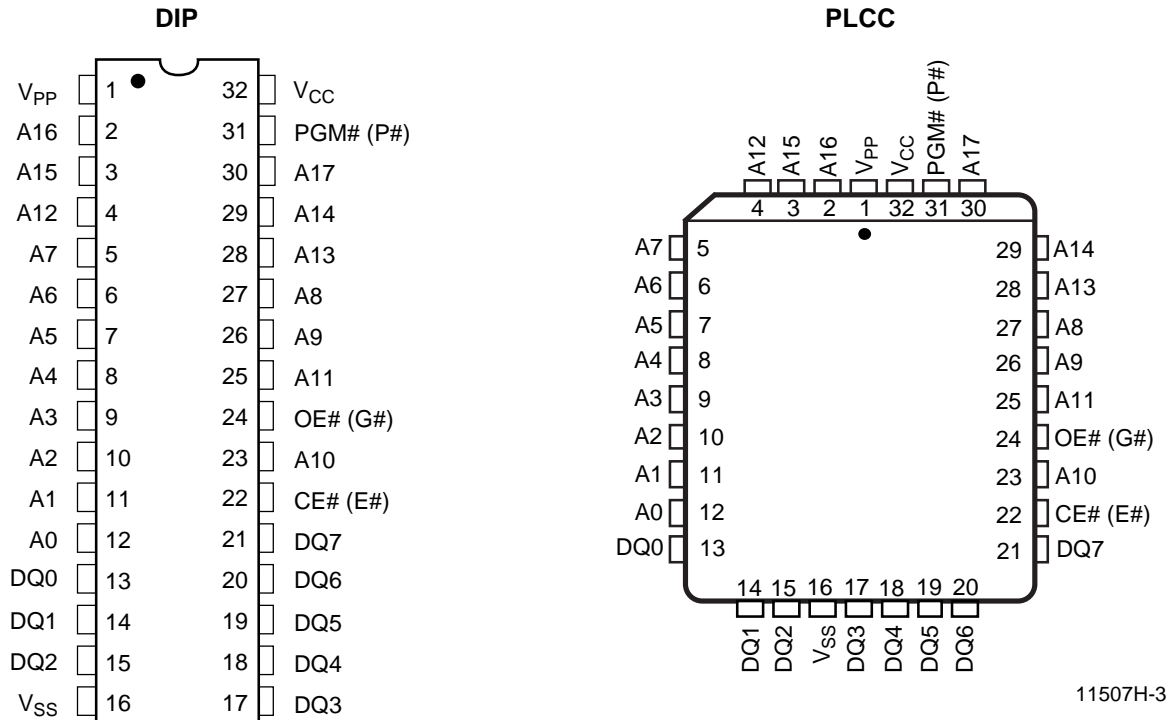 DIP
VPP 1 32 VCC
A16 2 31 PGM# (P#)
A15 3 30 A17
A12 4 29 A14
A7 5 28 A13
A6 6 27 A8
A5 7 26 A9
A4 8 25 A11
A3 9 24 OE# (G#)
A2 10 23 A10
A1 11 22 CE# (E#)
A0 12 21 DQ7
DQ0 13 20 DQ6
DQ1 14 19 DQ5
DQ2 15 18 DQ4
VSS 16 17 DQ3
PLCC
A12 A15 A16 VPP VCC PGM# (P#) A17
4 3 2 1 32 31 30
A7 5 29 A14
A6 6 28 A13
A5 7 27 A8
A4 8 26 A9
A3 9 25 A11
A2 10 24 OE# (G#)
A1 11 23 A10
A0 12 22 CE# (E#)
DQ0 13 21 DQ7
14 15 16 17 18 19 20
DQ1 DQ2 VSS DQ3 DQ4 DQ5 DQ6
11507H-3